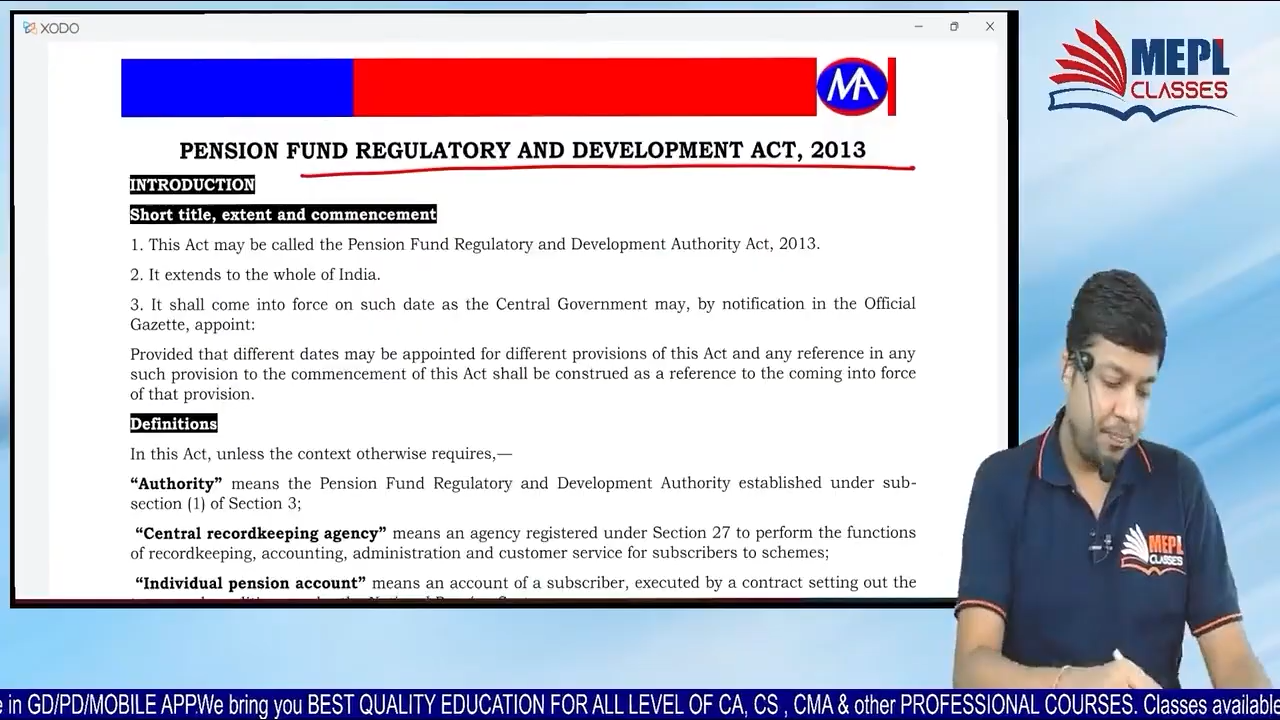 XODO
MA
PENSION FUND REGULATORY AND DEVELOPMENT ACT, 2013
INTRODUCTION
Short title, extent and commencement
1. This Act may be called the Pension Fund Regulatory and Development Authority Act, 2013.
2. It extends to the whole of India.
3. It shall come into force on such date as the Central Government may, by notification in the Official
Gazette, appoint:
Provided that different dates may be appointed for different provisions of this Act and any reference in any
such provision to the commencement of this Act shall be construed as a reference to the coming into force
of that provision.
Definitions
In this Act, unless the context otherwise requires,—
“Authority” means the Pension Fund Regulatory and Development Authority established under sub-
section (1) of Section 3;
“Central recordkeeping agency” means an agency registered under Section 27 to perform the functions
of recordkeeping, accounting, administration and customer service for subscribers to schemes;
“Individual pension account” means an account of a subscriber, executed by a contract setting out the
MEPL
CLASSES
MEPL
CLASSES
e in GD/PD/MOBILE APPWe bring you BEST QUALITY EDUCATION FOR ALL LEVEL OF CA, CS , CMA & other PROFESSIONAL COURSES. Classes available